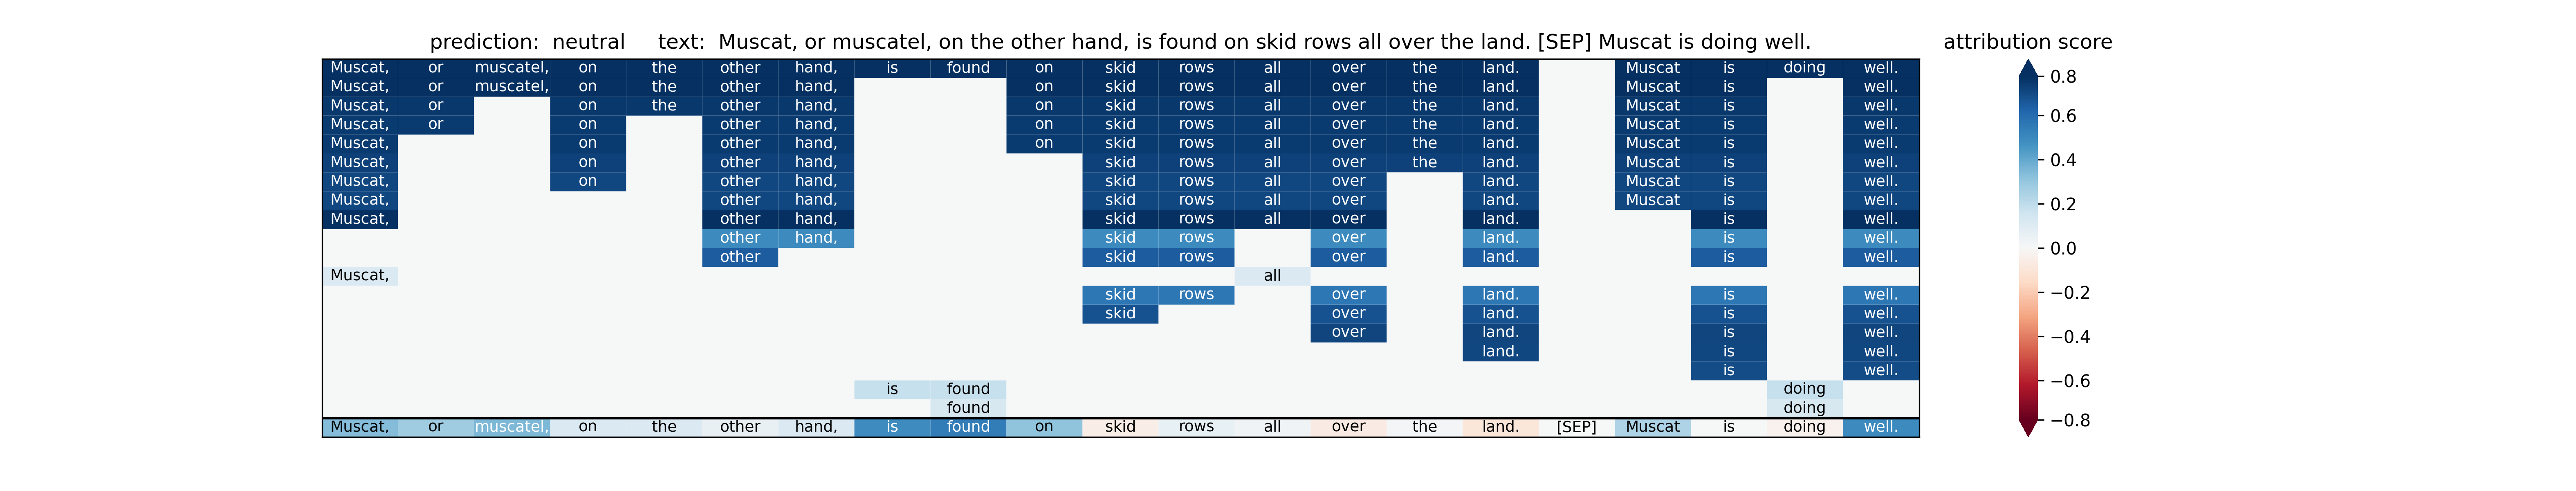 prediction: neutral text: Muscat, or muscatel, on the other hand, is found on skid rows all over the land. [SEP] Muscat is doing well.
attribution score
Muscat, or muscatel, on the other hand, is found on skid rows all over the land. Muscat is doing well.
Muscat, or muscatel, on the other hand, on skid rows all over the land. Muscat is well.
Muscat, or on the other hand, on skid rows all over the land. Muscat is well.
Muscat, or on other hand, on skid rows all over the land. Muscat is well.
Muscat, on other hand, on skid rows all over the land. Muscat is well.
Muscat, on other hand, skid rows all over the land. Muscat is well.
Muscat, on other hand, skid rows all over land. Muscat is well.
Muscat, other hand, skid rows all over land. Muscat is well.
Muscat, other hand, skid rows all over land. is well.
other hand, skid rows over land. is well.
other skid rows over land. is well.
Muscat, all
skid rows over land. is well.
skid over land. is well.
over land. is well.
land. is well.
is well.
is found doing
found doing
Muscat, or muscatel, on the other hand, is found on skid rows all over the land. [SEP] Muscat is doing well.
0.8
0.6
0.4
0.2
0.0
−0.2
−0.4
−0.6
−0.8